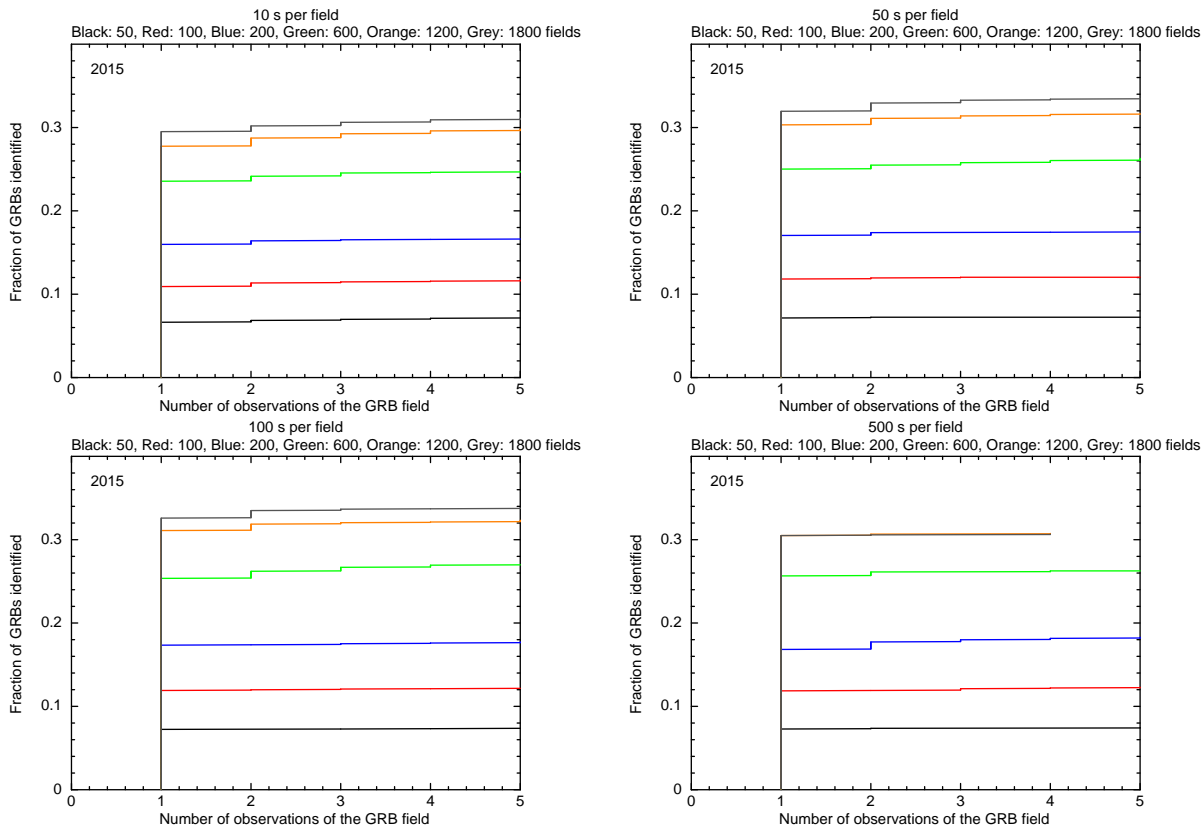 10 s per field
Black: 50, Red: 100, Blue: 200, Green: 600, Orange: 1200, Grey: 1800 fields
2015
Fraction of GRBs identified
0.3
0.2
0.1
0
0 1 2 3 4 5
Number of observations of the GRB field
50 s per field
Black: 50, Red: 100, Blue: 200, Green: 600, Orange: 1200, Grey: 1800 fields
2015
Fraction of GRBs identified
0.3
0.2
0.1
0
0 1 2 3 4 5
Number of observations of the GRB field
100 s per field
Black: 50, Red: 100, Blue: 200, Green: 600, Orange: 1200, Grey: 1800 fields
2015
Fraction of GRBs identified
0.3
0.2
0.1
0
0 1 2 3 4 5
Number of observations of the GRB field
500 s per field
Black: 50, Red: 100, Blue: 200, Green: 600, Orange: 1200, Grey: 1800 fields
2015
Fraction of GRBs identified
0.3
0.2
0.1
0
0 1 2 3 4 5
Number of observations of the GRB field